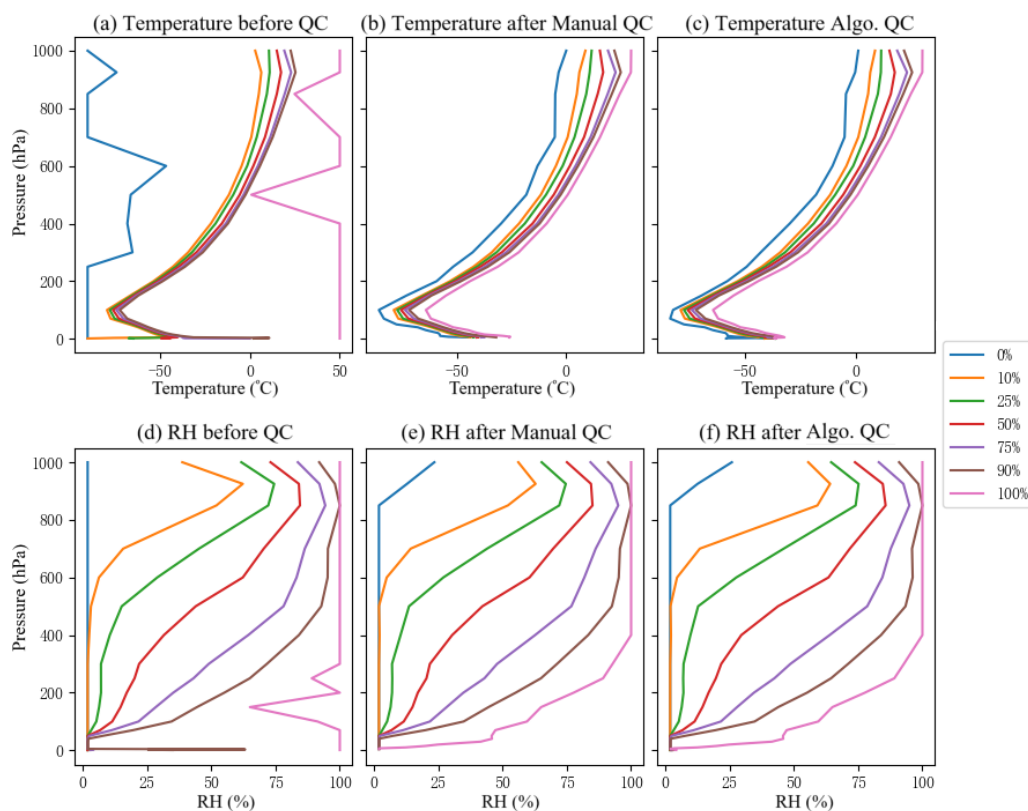 (a) Temperature before QC
(b) Temperature after Manual QC
(c) Temperature Algo. QC
Pressure (hPa)
1000
800
600
400
200
0
−50
0
50
−50
0
−50
0
Temperature (°C)
Temperature (°C)
Temperature (°C)
0%
10%
25%
50%
75%
90%
100%
(d) RH before QC
(e) RH after Manual QC
(f) RH after Algo. QC
Pressure (hPa)
1000
800
600
400
200
0
0
25
50
75
100
0
25
50
75
100
0
25
50
75
100
RH (%)
RH (%)
RH (%)